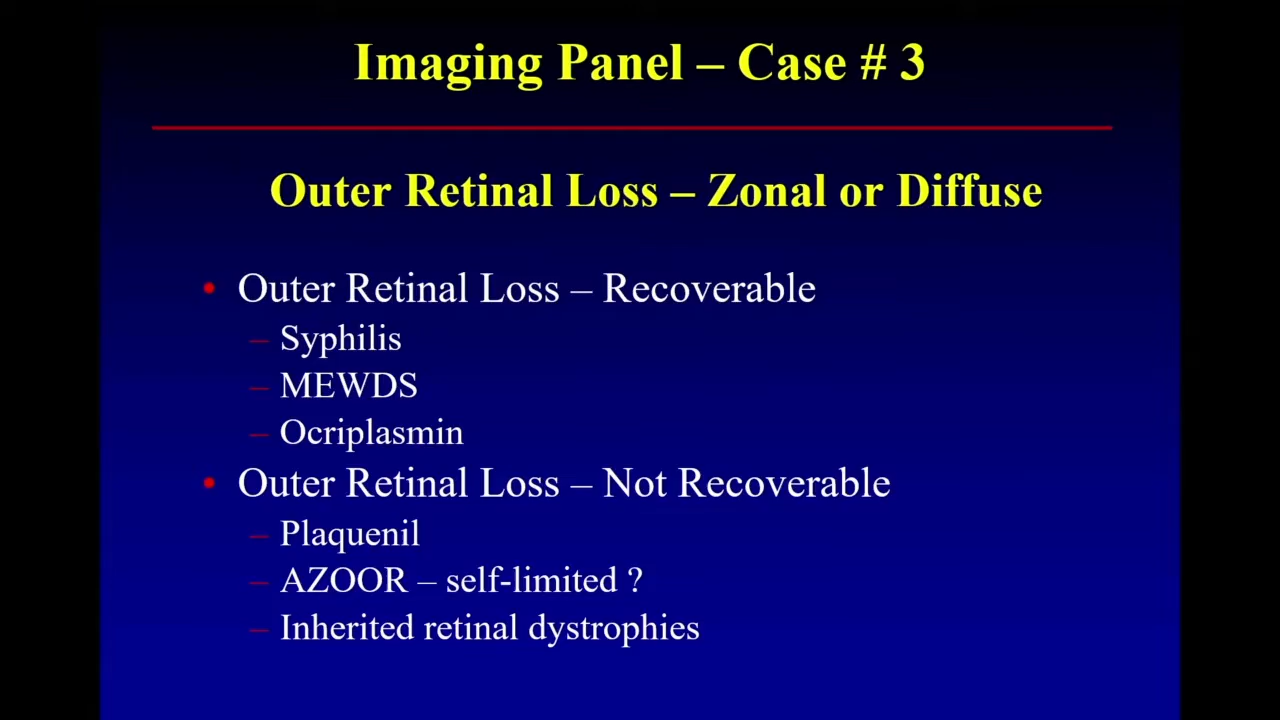 Imaging Panel – Case # 3
Outer Retinal Loss – Zonal or Diffuse
• Outer Retinal Loss – Recoverable
– Syphilis
– MEWDS
– Ocriplasmin
• Outer Retinal Loss – Not Recoverable
– Plaquenil
– AZOOR – self-limited ?
– Inherited retinal dystrophies